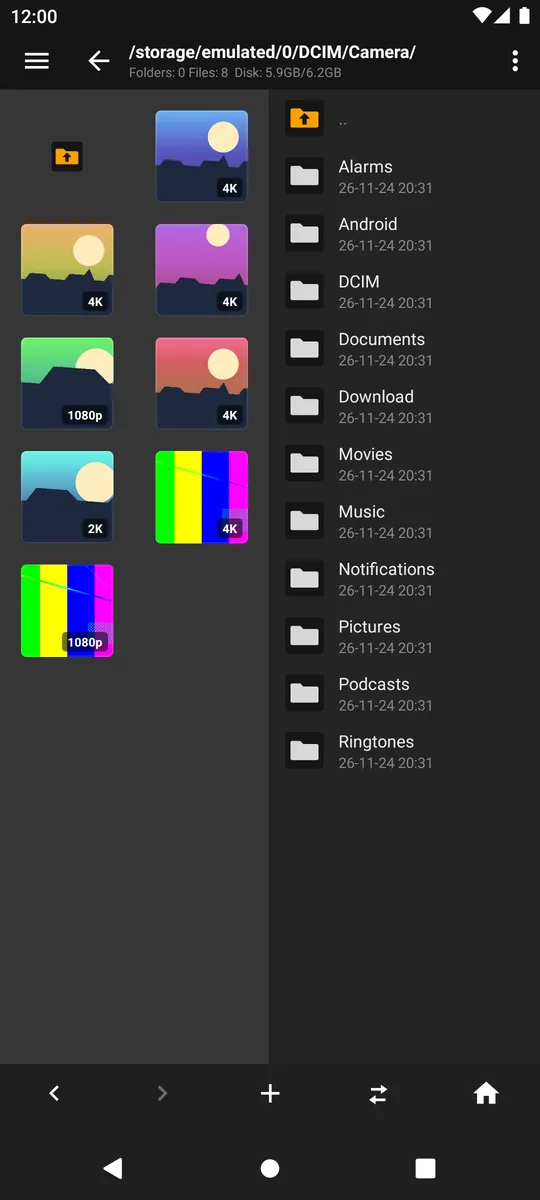 12:00
/storage/emulated/0/DCIM/Camera/
Folders: 0 Files: 8 Disk: 5.9GB/6.2GB
4K
4K
4K
1080p
4K
2K
4K
1080p
..
Alarms
26-11-24 20:31
Android
26-11-24 20:31
DCIM
26-11-24 20:31
Documents
26-11-24 20:31
Download
26-11-24 20:31
Movies
26-11-24 20:31
Music
26-11-24 20:31
Notifications
26-11-24 20:31
Pictures
26-11-24 20:31
Podcasts
26-11-24 20:31
Ringtones
26-11-24 20:31